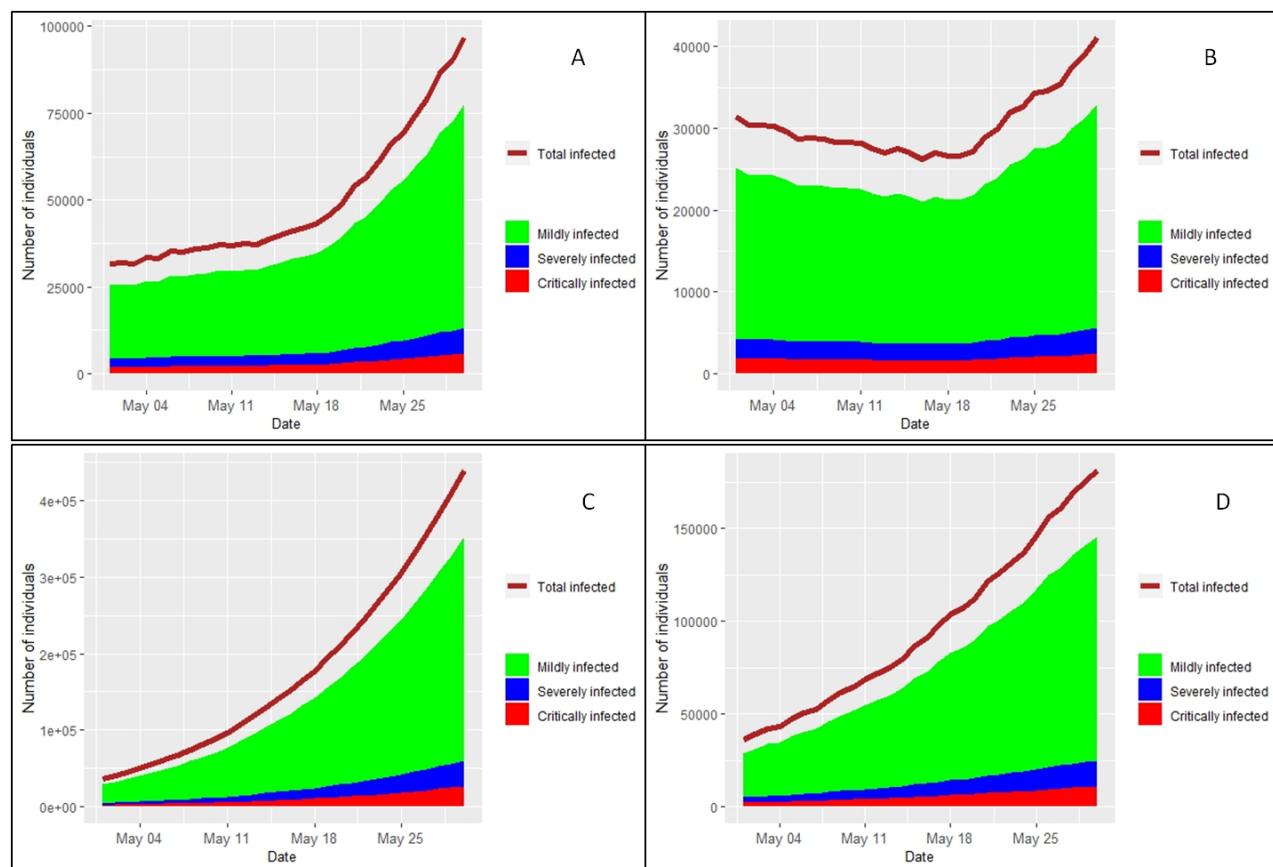 A
Number of individuals
100000
75000
50000
25000
0
May 04
May 11
May 18
May 25
Date
Total infected
Mildly infected
Severely infected
Critically infected
B
Number of individuals
40000
30000
20000
10000
0
May 04
May 11
May 18
May 25
Date
Total infected
Mildly infected
Severely infected
Critically infected
C
Number of individuals
4e+05
3e+05
2e+05
1e+05
0e+00
May 04
May 11
May 18
May 25
Date
Total infected
Mildly infected
Severely infected
Critically infected
D
Number of individuals
150000
100000
50000
0
May 04
May 11
May 18
May 25
Date
Total infected
Mildly infected
Severely infected
Critically infected